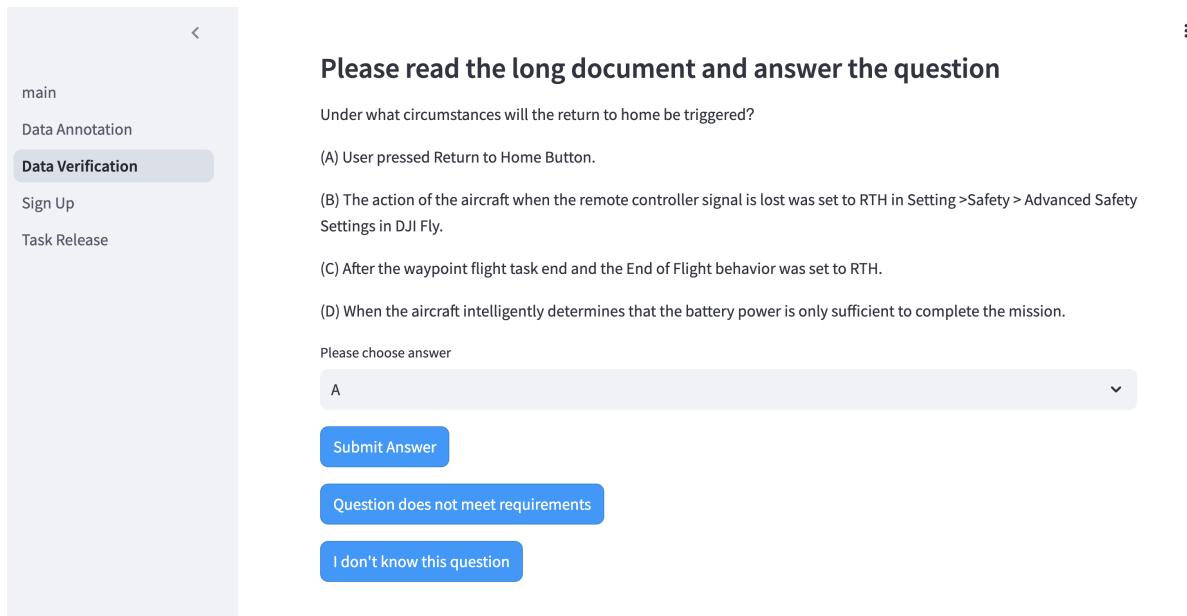 main
Data Annotation
Data Verification
Sign Up
Task Release
Please read the long document and answer the question
Under what circumstances will the return to home be triggered?
(A) User pressed Return to Home Button.
(B) The action of the aircraft when the remote controller signal is lost was set to RTH in Setting >Safety > Advanced Safety
Settings in DJI Fly.
(C) After the waypoint flight task end and the End of Flight behavior was set to RTH.
(D) When the aircraft intelligently determines that the battery power is only sufficient to complete the mission.
Please choose answer
A
Submit Answer
Question does not meet requirements
I don't know this question